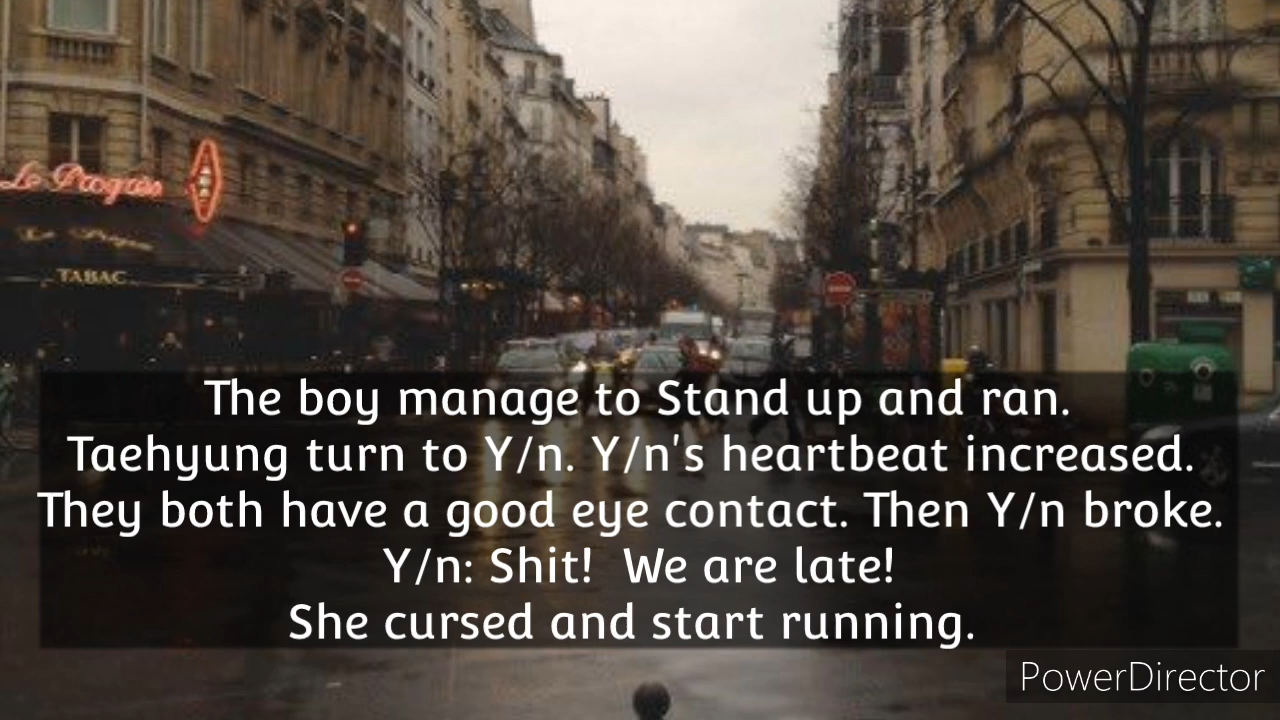 Le Progrès
TABAC
The boy manage to Stand up and ran.
Taehyung turn to Y/n. Y/n's heartbeat increased.
They both have a good eye contact. Then Y/n broke.
Y/n: Shit!  We are late!
She cursed and start running.
PowerDirector